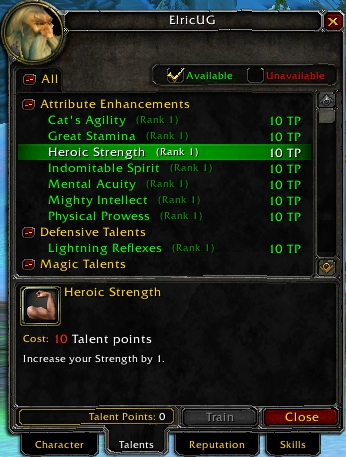 ElricUG
All
Available
Unavailable
Attribute Enhancements
Cat's Agility (Rank 1) 10 TP
Great Stamina (Rank 1) 10 TP
Heroic Strength (Rank 1) 10 TP
Indomitable Spirit (Rank 1) 10 TP
Mental Acuity (Rank 1) 10 TP
Mighty Intellect (Rank 1) 10 TP
Physical Prowess (Rank 1) 10 TP
Defensive Talents
Lightning Reflexes (Rank 1) 10 TP
Magic Talents
Heroic Strength
Cost: 10 Talent points
Increase your Strength by 1.
Talent Points: 0
Train
Close
Character
Talents
Reputation
Skills